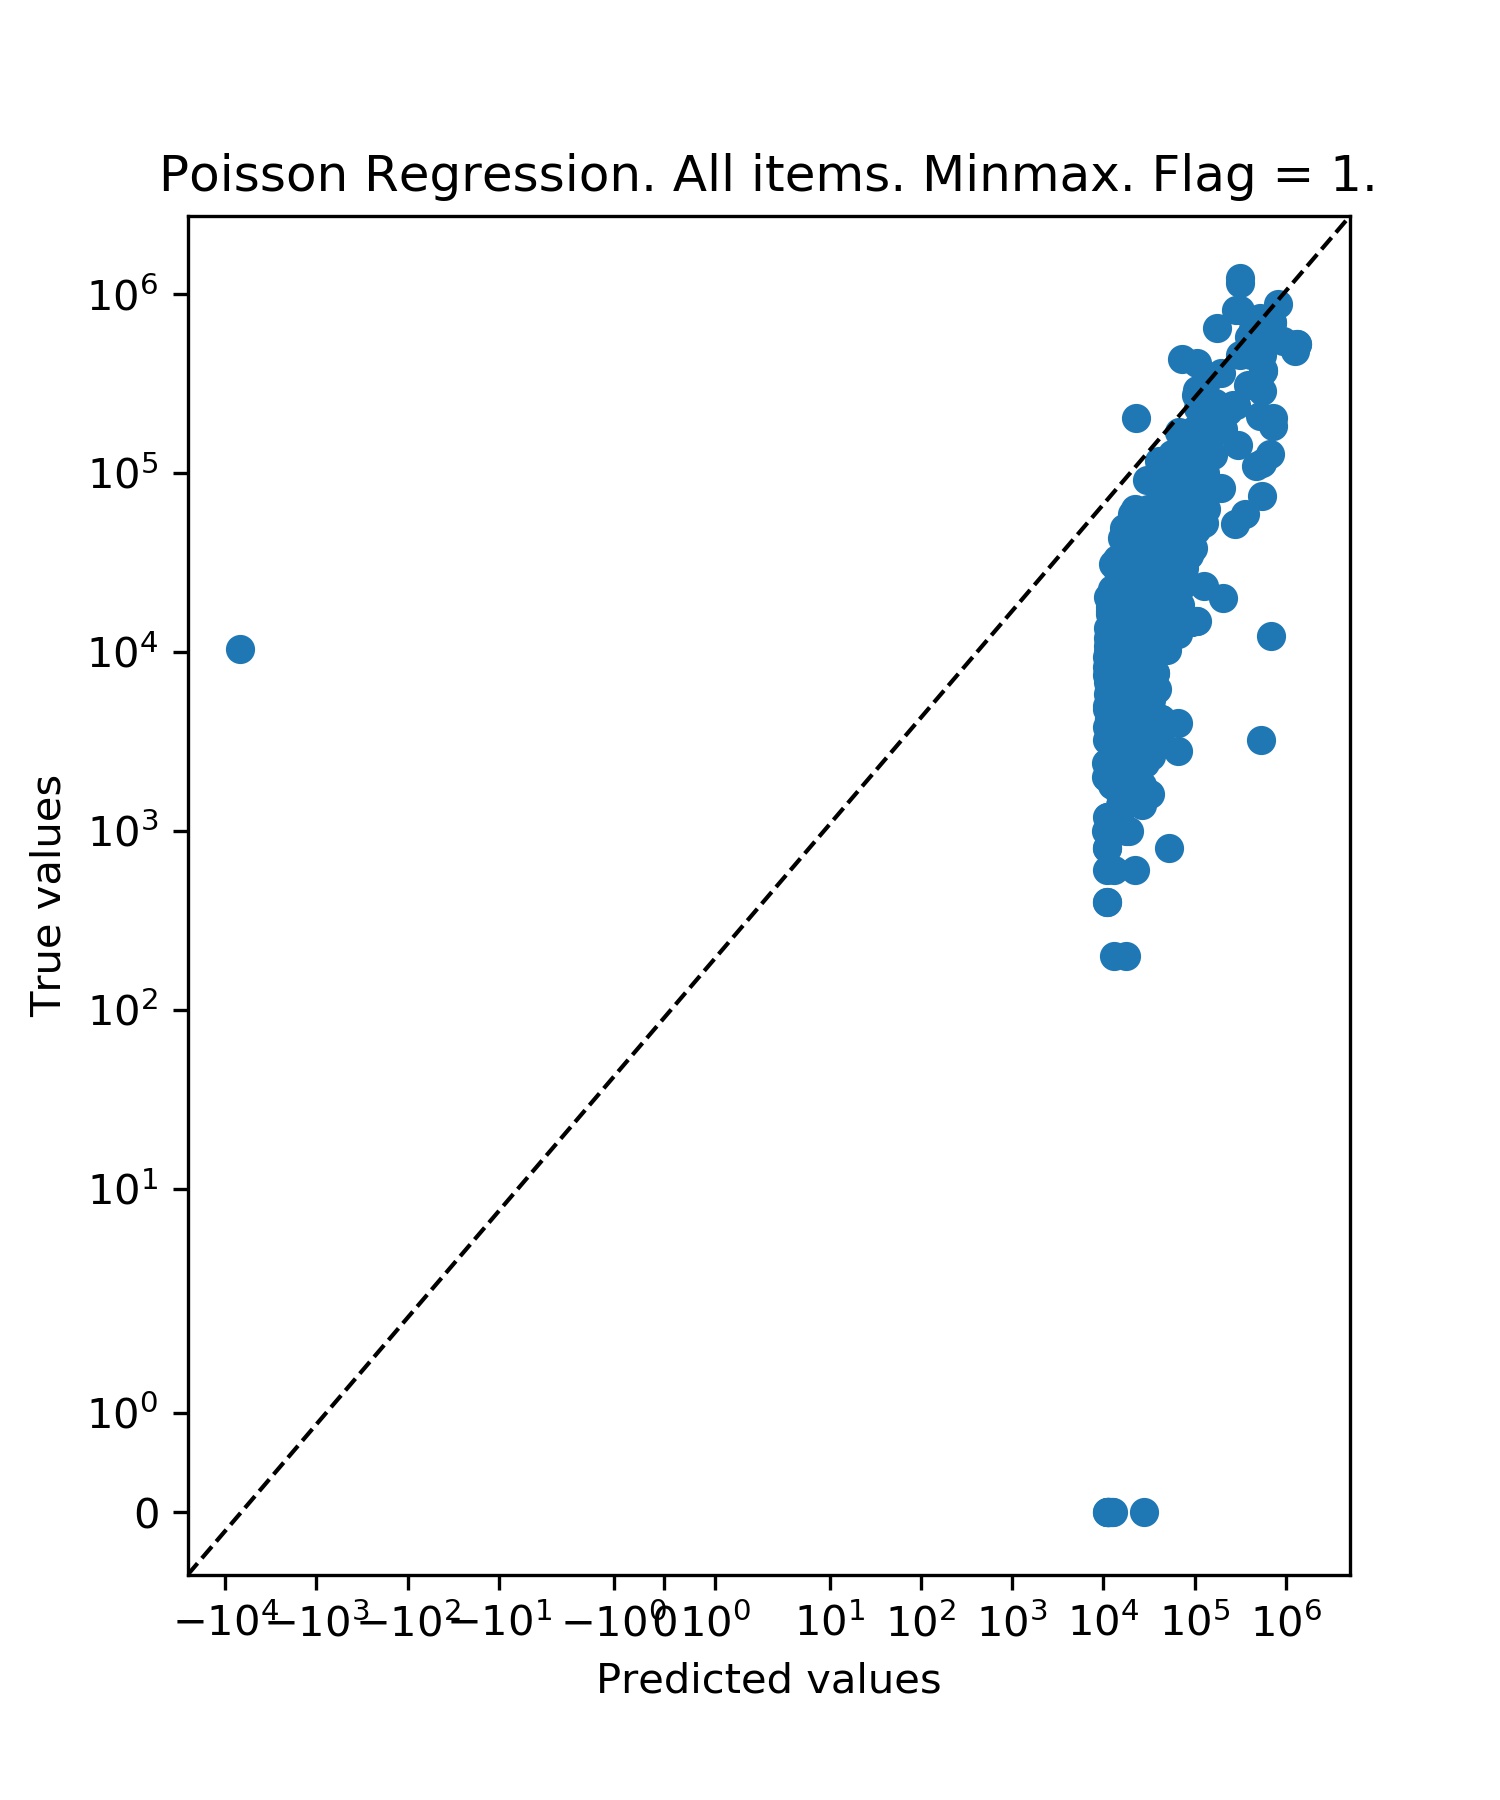 Poisson Regression. All items. Minmax. Flag = 1.
10⁶
10⁵
10⁴
10³
10²
10¹
10⁰
0
True values
−10⁴ −10³ −10² −10¹ −10⁰ 0 10⁰ 10¹ 10² 10³ 10⁴ 10⁵ 10⁶
Predicted values